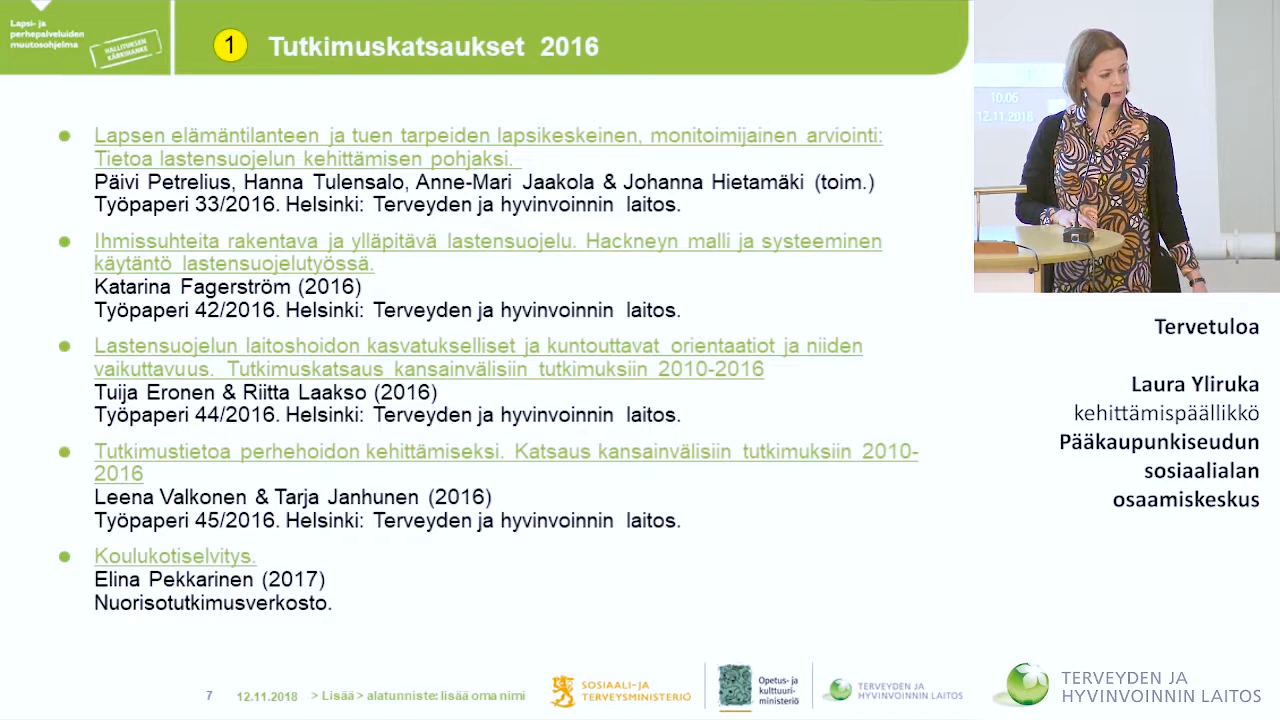 Lapsi- ja
perhepalveluiden
muutosohjelma
HALLITUKSEN
KÄRKIHANKE
1 Tutkimuskatsaukset 2016
Lapsen elämäntilanteen ja tuen tarpeiden lapsikeskeinen, monitoimijainen arviointi:
Tietoa lastensuojelun kehittämisen pohjaksi.
Päivi Petrelius, Hanna Tulensalo, Anne-Mari Jaakola & Johanna Hietamäki (toim.)
Työpaperi 33/2016. Helsinki: Terveyden ja hyvinvoinnin laitos.
Ihmissuhteita rakentava ja ylläpitävä lastensuojelu. Hackneyn malli ja systeeminen
käytäntö lastensuojelutyössä.
Katarina Fagerström (2016)
Työpaperi 42/2016. Helsinki: Terveyden ja hyvinvoinnin laitos.
Lastensuojelun laitoshoidon kasvatukselliset ja kuntouttavat orientaatiot ja niiden
vaikuttavuus. Tutkimuskatsaus kansainvälisiin tutkimuksiin 2010-2016
Tuija Eronen & Riitta Laakso (2016)
Työpaperi 44/2016. Helsinki: Terveyden ja hyvinvoinnin laitos.
Tutkimustietoa perhehoidon kehittämiseksi. Katsaus kansainvälisiin tutkimuksiin 2010-
2016
Leena Valkonen & Tarja Janhunen (2016)
Työpaperi 45/2016. Helsinki: Terveyden ja hyvinvoinnin laitos.
Koulukotiselvitys.
Elina Pekkarinen (2017)
Nuorisotutkimusverkosto.
7 12.11.2018 > Lisää > alatunniste: lisää oma nimi
SOSIAALI- JA
TERVEYSMINISTERIÖ
Opetus- ja
kulttuuri-
ministeriö
TERVEYDEN JA
HYVINVOINNIN LAITOS
10.06
12.11.2018
Tervetuloa
Laura Yliruka
kehittämispäällikkö
Pääkaupunkiseudun
sosiaalialan
osaamiskeskus
TERVEYDEN JA
HYVINVOINNIN LAITOS